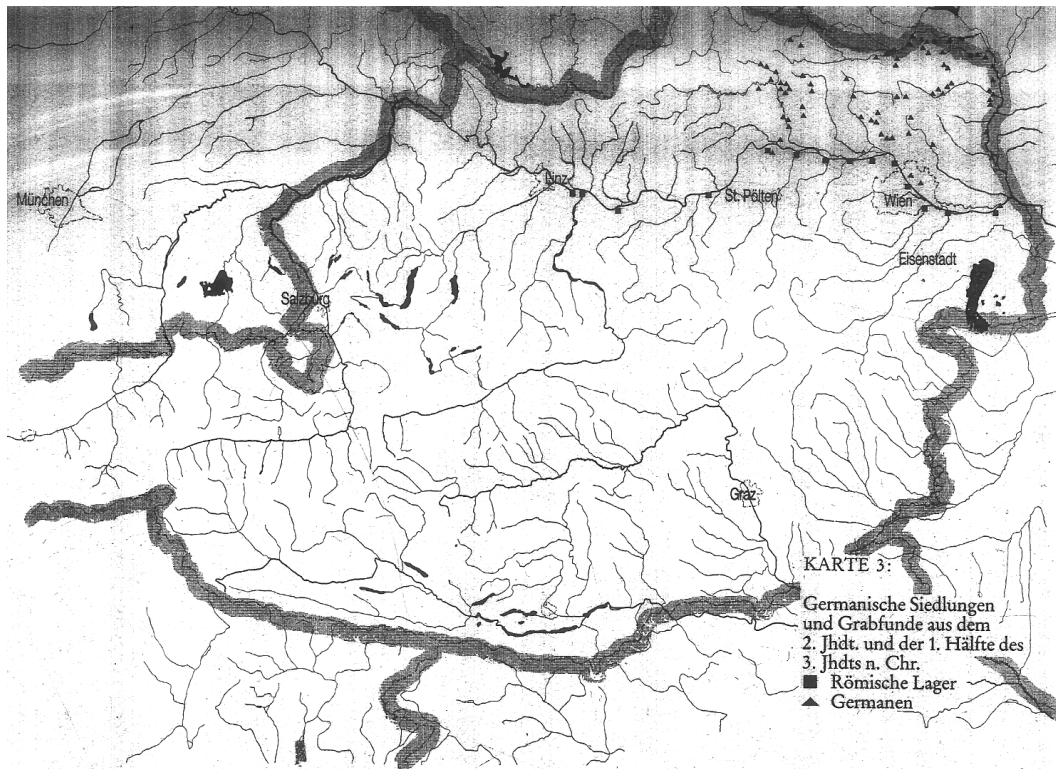 München
Linz
St. Pölten
Wien
Eisenstadt
Salzburg
Graz
KARTE 3:
Germanische Siedlungen
und Grabfunde aus dem
2. Jhdt. und der 1. Hälfte des
3. Jhdts n. Chr.
Römische Lager
Germanen